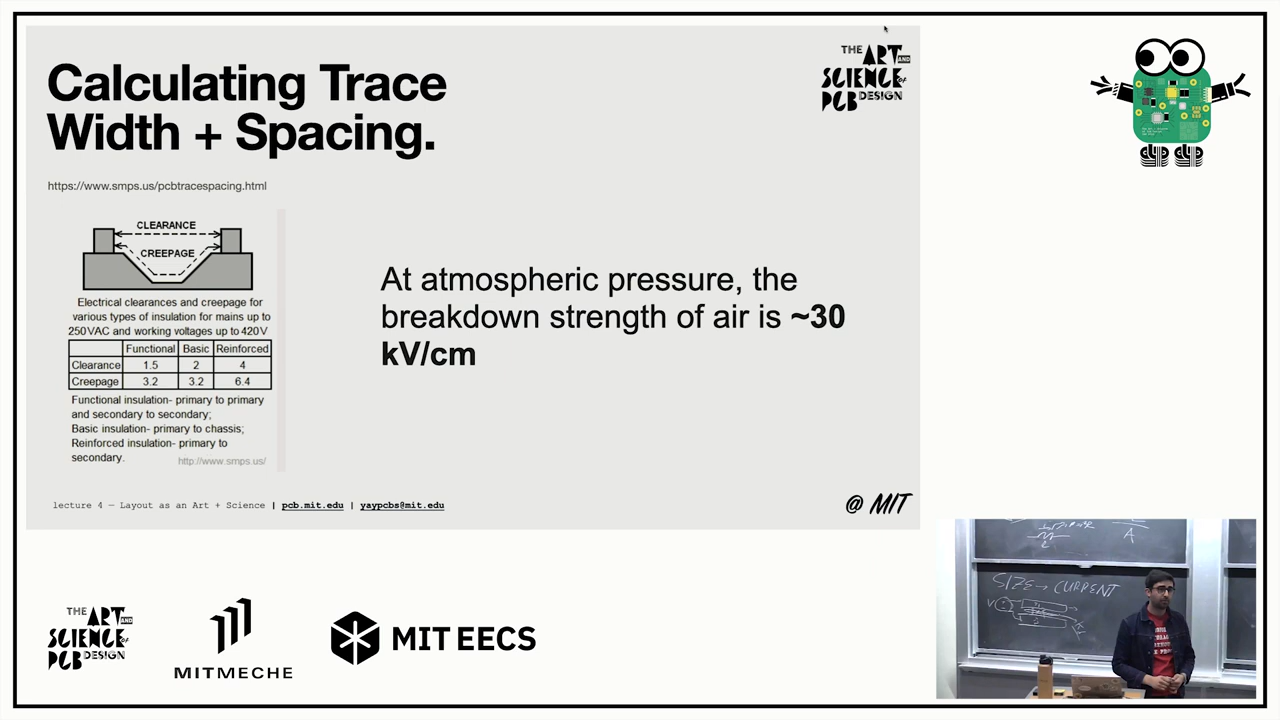 Calculating Trace
Width + Spacing.
THE ART AND
SCIENCE OF
PCB DESIGN
https://www.smps.us/pcbtracespacing.html
CLEARANCE
CREEPAGE
Electrical clearances and creepage for
various types of insulation for mains up to
250VAC and working voltages up to 420V
Functional Basic Reinforced
Clearance 1.5 2 4
Creepage 3.2 3.2 6.4
Functional insulation- primary to primary
and secondary to secondary;
Basic insulation- primary to chassis;
Reinforced insulation- primary to
secondary.
http://www.smps.us/
At atmospheric pressure, the
breakdown strength of air is ~30
kV/cm
lecture 4 — Layout as an Art + Science | pcb.mit.edu | yaypcbs@mit.edu
@ MIT
SIZE → CURRENT
A
V
THE ART AND
SCIENCE OF
PCB DESIGN
MITMECHE
MIT EECS